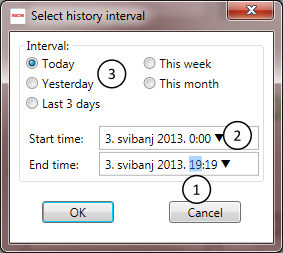 Select history interval
Interval:
Today
This week
Yesterday
3
This month
Last 3 days
Start time:
3. svibanj 2013. 0:00
2
End time:
3. svibanj 2013. 19:19
1
OK
Cancel